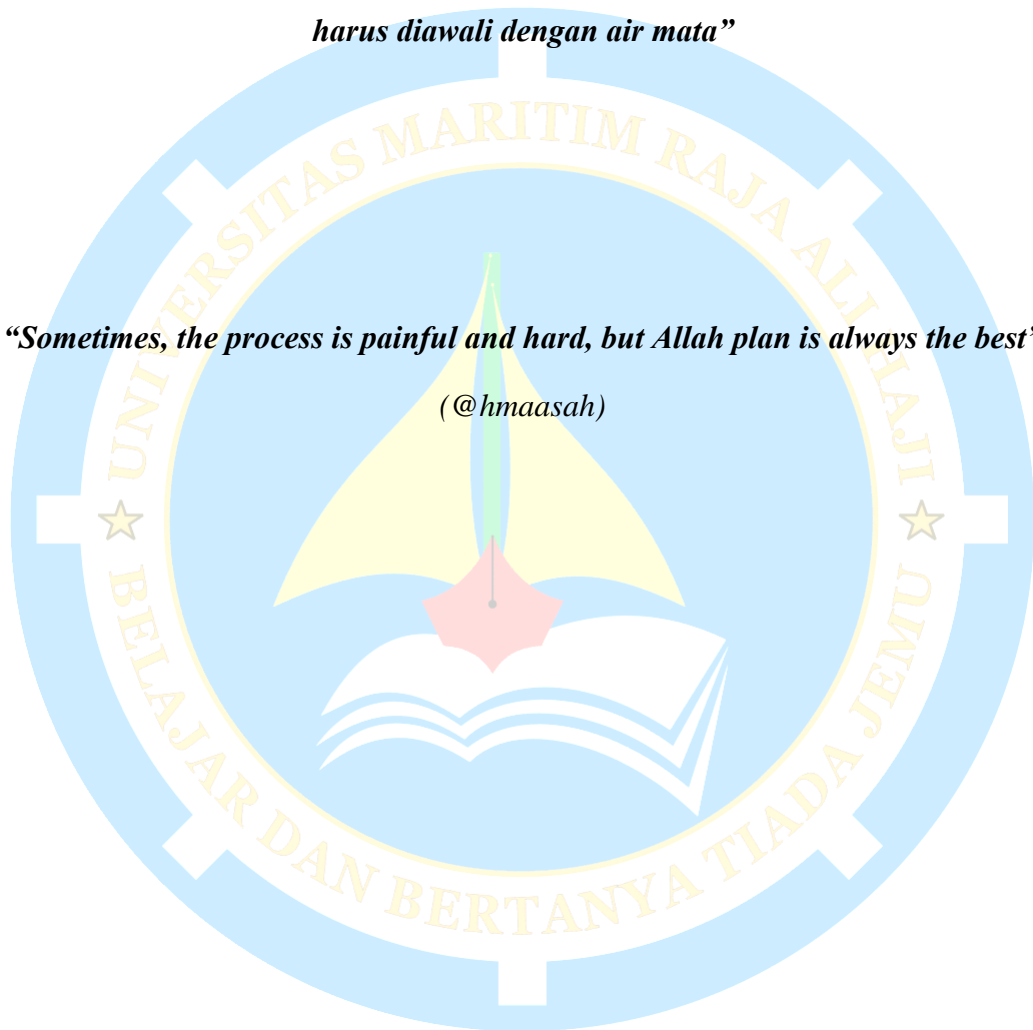 harus diawali dengan air mata”
“Sometimes, the process is painful and hard, but Allah plan is always the best”
(@hmaasah)
UNIVERSITAS MARITIM RAJA ALI HAJI
BELAJAR DAN BERTANYA TIADA JEMU